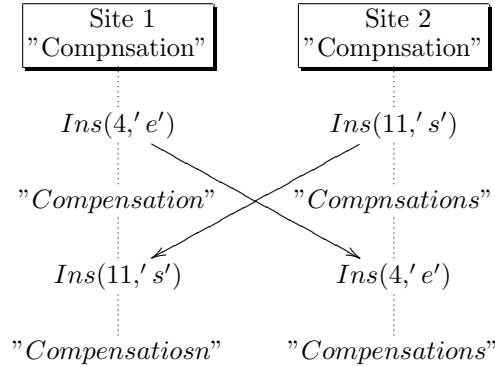 Site 1
"Compnsation"
Site 2
"Compnsation"
Ins(4,′ e′)
Ins(11,′ s′)
"Compensation"
"Compnsations"
Ins(11,′ s′)
Ins(4,′ e′)
"Compensatiosn"
"Compensations"